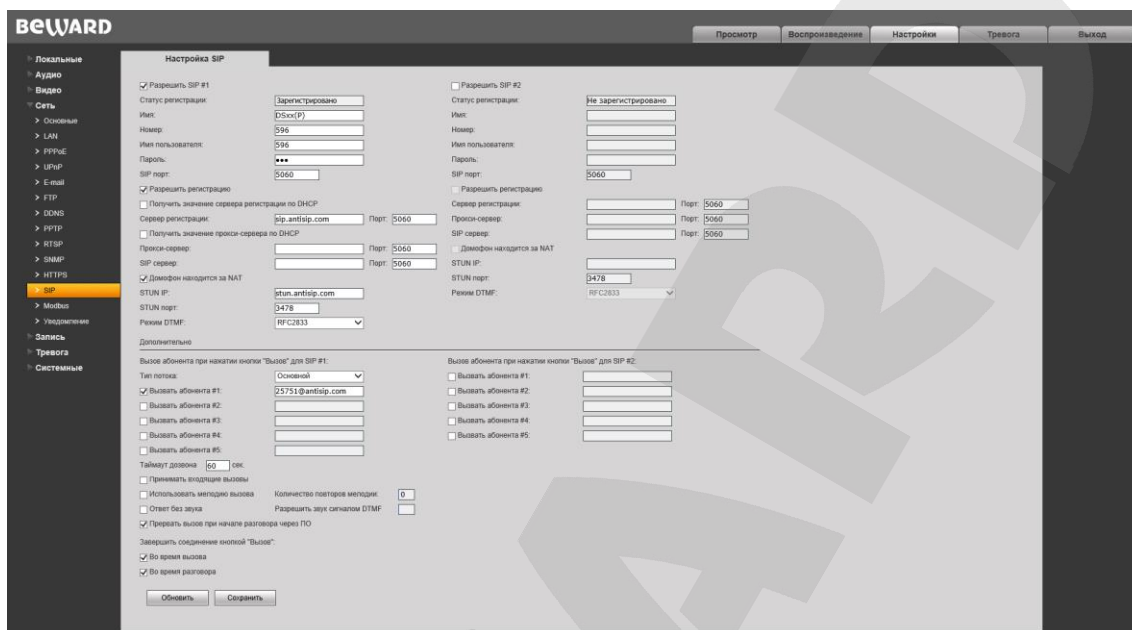 BEWARD
Просмотр Воспроизведение Настройки Тревога Выход
Локальные
Аудио
Видео
Сеть
Основные
LAN
PPPoE
UPnP
E-mail
FTP
DDNS
PPTP
RTSP
SNMP
HTTPS
SIP
Modbus
Уведомление
Запись
Тревога
Системные
Настройка SIP
Разрешить SIP #1
Статус регистрации: Зарегистрировано
Имя: DSxx(P)
Номер: 596
Имя пользователя: 596
Пароль: •••
SIP порт: 5060
Разрешить регистрацию
Получить значение сервера регистрации по DHCP
Сервер регистрации: sip.antisip.com Порт: 5060
Получить значение прокси-сервера по DHCP
Прокси-сервер: Порт: 5060
SIP сервер: Порт: 5060
Домофон находится за NAT
STUN IP: stun.antisip.com
STUN порт: 3478
Режим DTMF: RFC2833
Разрешить SIP #2
Статус регистрации: Не зарегистрировано
Имя:
Номер:
Имя пользователя:
Пароль:
SIP порт: 5060
Разрешить регистрацию
Сервер регистрации: Порт: 5060
Прокси-сервер: Порт: 5060
SIP сервер: Порт: 5060
Домофон находится за NAT
STUN IP:
STUN порт: 3478
Режим DTMF: RFC2833
Дополнительно
Вызов абонента при нажатии кнопки "Вызов" для SIP #1:
Тип потока: Основной
Вызвать абонента #1: 25751@antisip.com
Вызвать абонента #2:
Вызвать абонента #3:
Вызвать абонента #4:
Вызвать абонента #5:
Вызов абонента при нажатии кнопки "Вызов" для SIP #2:
Вызвать абонента #1:
Вызвать абонента #2:
Вызвать абонента #3:
Вызвать абонента #4:
Вызвать абонента #5:
Таймаут дозвона 60 сек.
Принимать входящие вызовы
Использовать мелодию вызова Количество повторов мелодии: 0
Ответ без звука Разрешить звук сигналом DTMF
Прервать вызов при начале разговора через ПО
Завершить соединение кнопкой "Вызов":
Во время вызова
Во время разговора
Обновить Сохранить